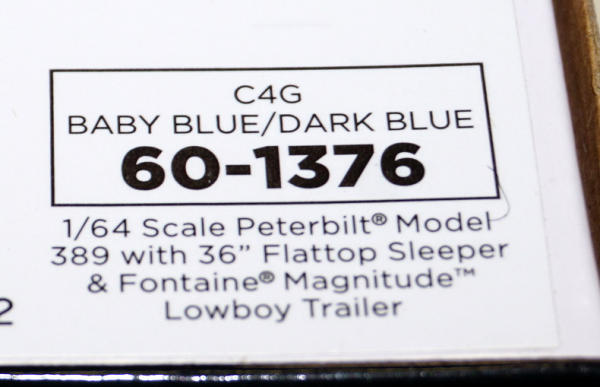 C4G
BABY BLUE/DARK BLUE
60-1376
1/64 Scale Peterbilt® Model
389 with 36” Flattop Sleeper
& Fontaine® Magnitude™
Lowboy Trailer
2